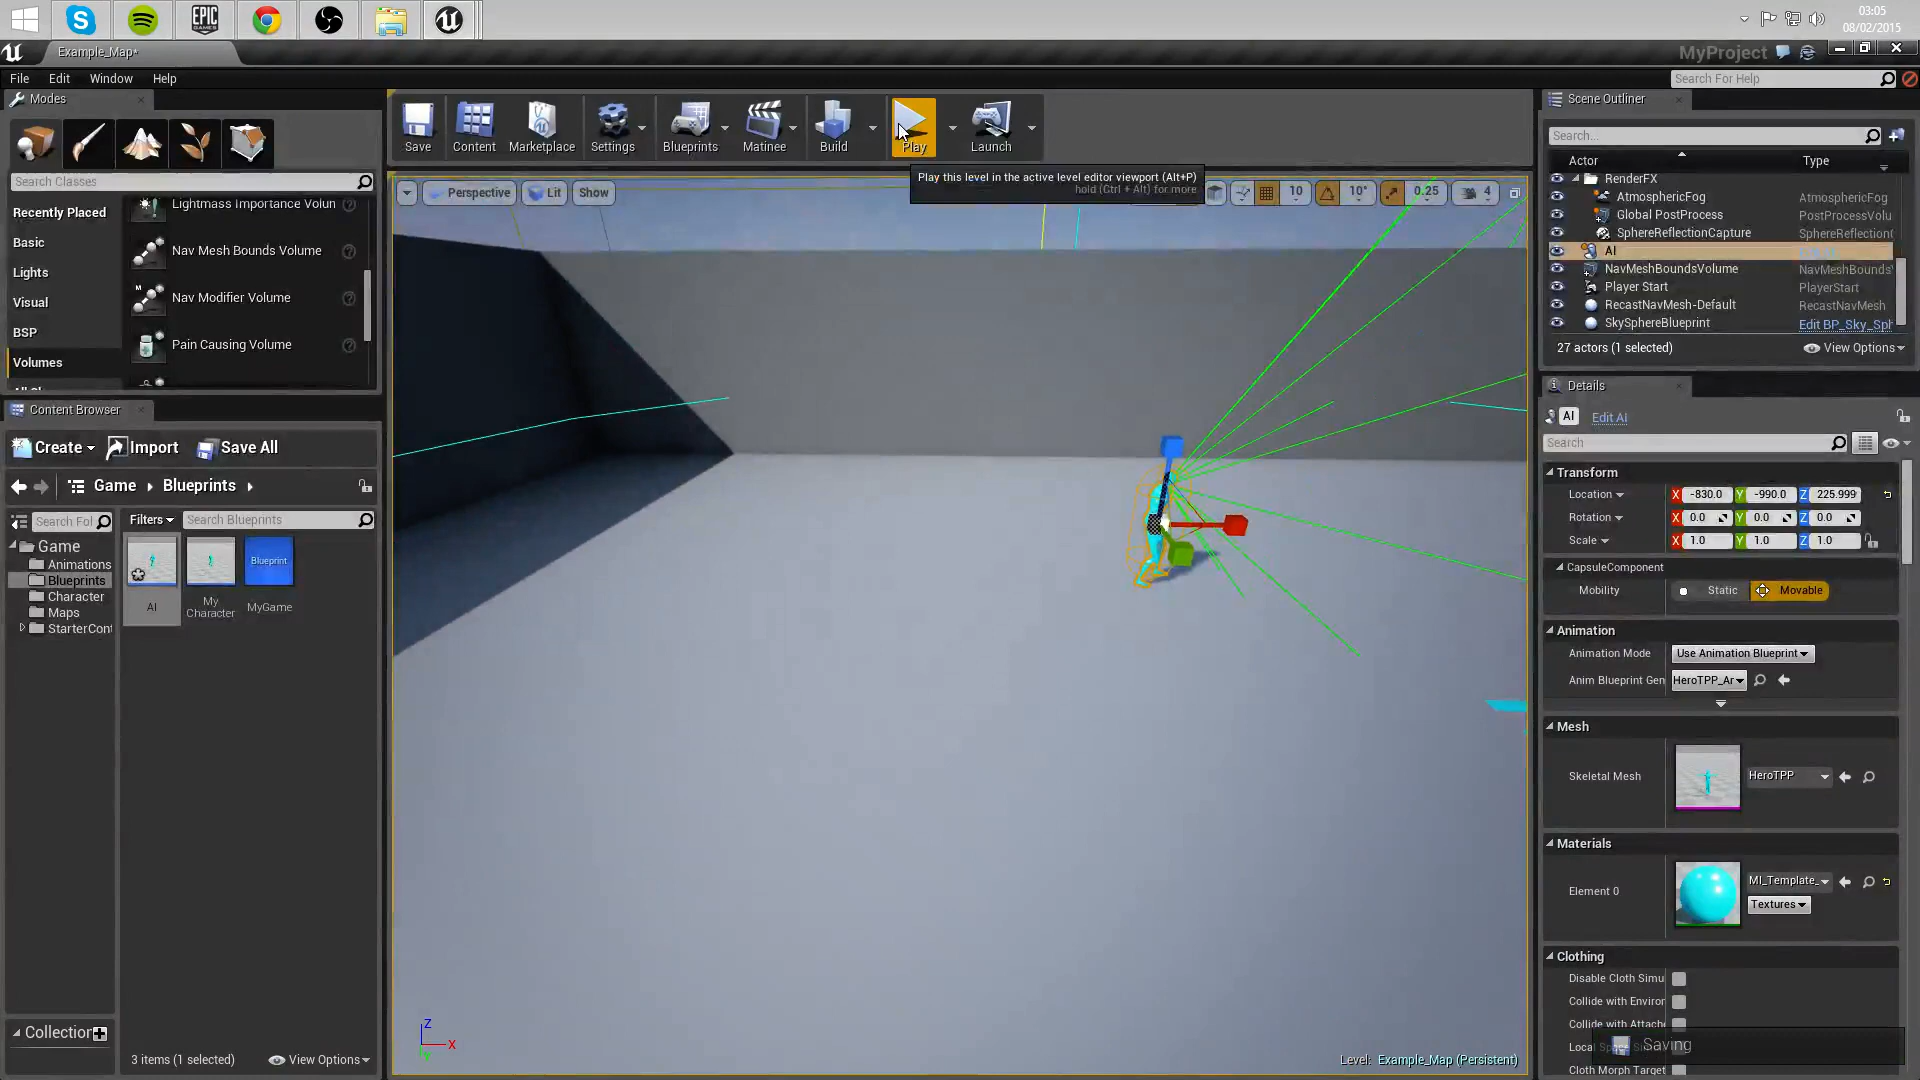 03:05
08/02/2015
Example_Map*
MyProject
File Edit Window Help
Search For Help
Modes
Save
Content
Marketplace
Settings
Blueprints
Matinee
Build
Play
Launch
Scene Outliner
Search...
Actor Type
Search Classes
Play this level in the active level editor viewport (Alt+P)
hold (Ctrl + Alt) for more
Perspective Lit Show
10 10° 0.25 4
Recently Placed
Basic
Lights
Visual
BSP
Volumes
Lightmass Importance Volun
Nav Mesh Bounds Volume
Nav Modifier Volume
Pain Causing Volume
RenderFX
AtmosphericFog AtmosphericFog
Global PostProcess PostProcessVolu
SphereReflectionCapture SphereReflection
AI
NavMeshBoundsVolume NavMeshBounds
Player Start PlayerStart
RecastNavMesh-Default RecastNavMesh
SkySphereBlueprint Edit BP_Sky_Sph
27 actors (1 selected) View Options
Details
AI Edit AI
Search
Content Browser
Create Import Save All
Game Blueprints
Search Fol
Filters Search Blueprints
Game
Animations
Blueprints
Character
Maps
StarterCont
AI
My Character
Blueprint
MyGame
Transform
Location X -830.0 Y -990.0 Z 225.999
Rotation X 0.0 Y 0.0 Z 0.0
Scale X 1.0 Y 1.0 Z 1.0
CapsuleComponent
Mobility Static Movable
Animation
Animation Mode Use Animation Blueprint
Anim Blueprint Gen HeroTPP_Ar
Mesh
Skeletal Mesh HeroTPP
Materials
Element 0 MI_Template_
Textures
Clothing
Disable Cloth Simu
Collide with Enviror
Collide with Attache
Saving
Cloth Morph Target
Collection
3 items (1 selected) View Options
Z
X
Y
Level: Example_Map (Persistent)